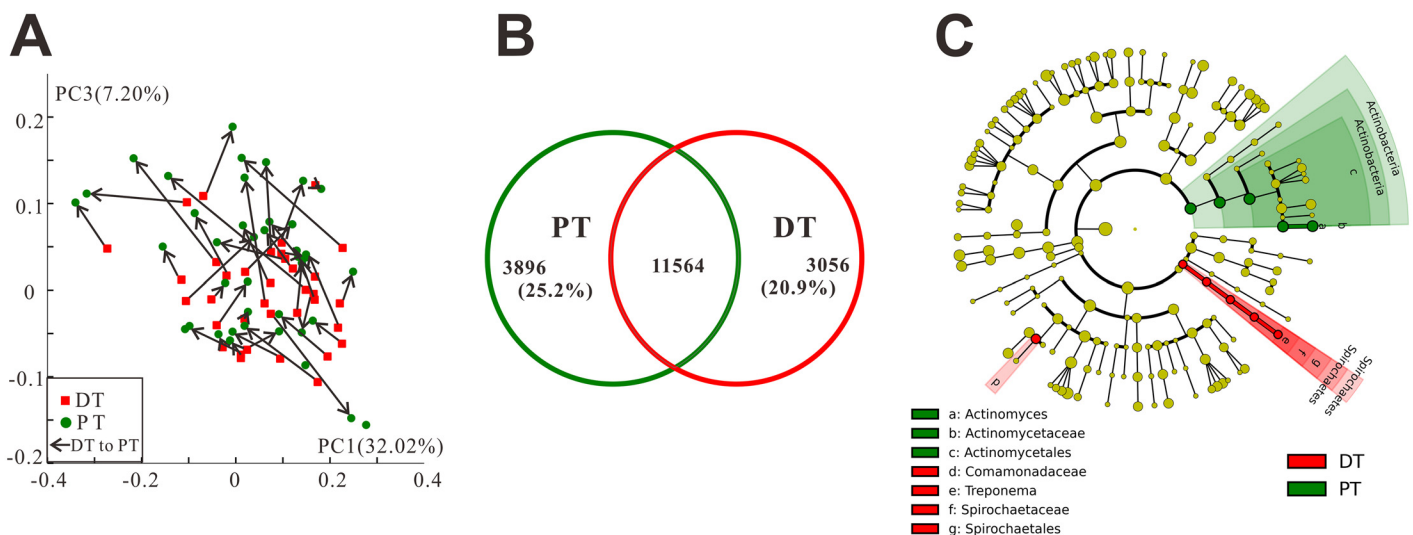 A
PC3(7.20%)
0.2
0.1
0
-0.1
-0.2
DT
PT
DT to PT
PC1(32.02%)
-0.4
-0.2
0
0.2
0.4
B
PT
DT
3896
(25.2%)
11564
3056
(20.9%)
C
Actinobacteria
Actinobacteria
c
b
a
e
f
g
Spirochaetes
Spirochaetes
d
a: Actinomyces
b: Actinomycetaceae
c: Actinomycetales
d: Comamonadaceae
e: Treponema
f: Spirochaetaceae
g: Spirochaetales
DT
PT